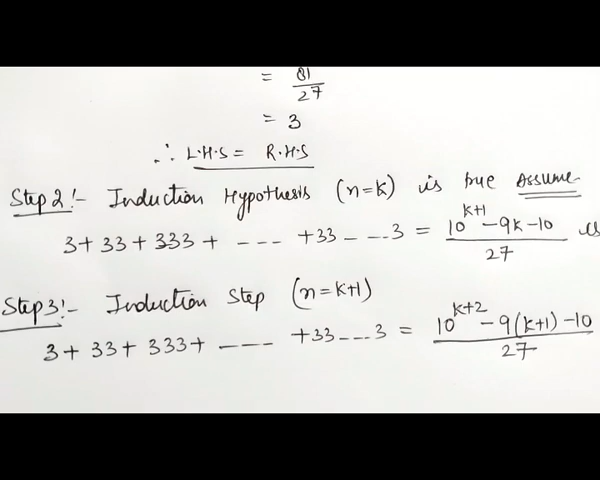 = 81/27
= 3
∴ L.H.S = R.H.S
Step 2:- Induction Hypothesis (n=k) is true Assume
3+ 33 + 333 + --- +33 - - -3 = (10^(k+1) - 9k - 10)/27 is
Step 3:- Induction Step (n=k+1)
3+ 33+ 333+ ---- +33---3 = (10^(k+2) - 9(k+1) - 10)/27